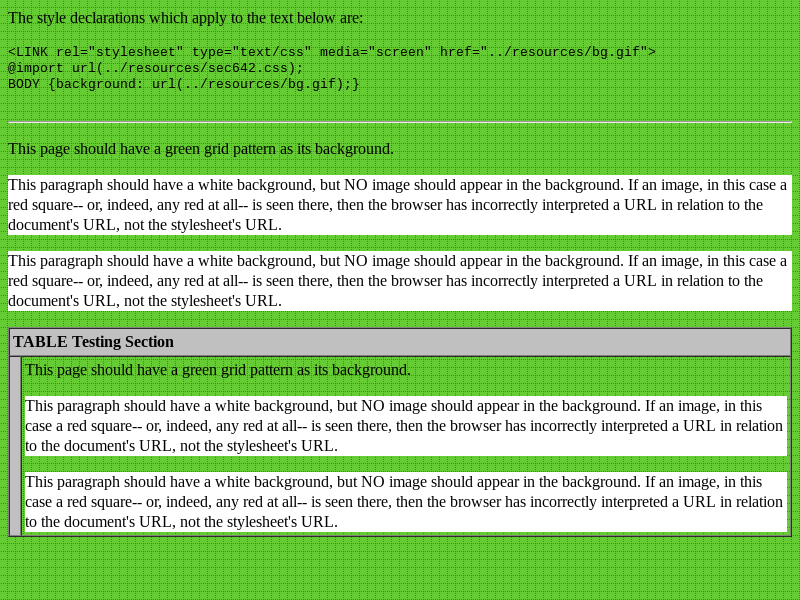 The style declarations which apply to the text below are:
<LINK rel="stylesheet" type="text/css" media="screen" href="../resources/bg.gif">
@import url(../resources/sec642.css);
BODY {background: url(../resources/bg.gif);}
This page should have a green grid pattern as its background.
This paragraph should have a white background, but NO image should appear in the background. If an image, in this case a
red square-- or, indeed, any red at all-- is seen there, then the browser has incorrectly interpreted a URL in relation to the
document's URL, not the stylesheet's URL.
This paragraph should have a white background, but NO image should appear in the background. If an image, in this case a
red square-- or, indeed, any red at all-- is seen there, then the browser has incorrectly interpreted a URL in relation to the
document's URL, not the stylesheet's URL.
TABLE Testing Section
This page should have a green grid pattern as its background.
This paragraph should have a white background, but NO image should appear in the background. If an image, in this
case a red square-- or, indeed, any red at all-- is seen there, then the browser has incorrectly interpreted a URL in relation
to the document's URL, not the stylesheet's URL.
This paragraph should have a white background, but NO image should appear in the background. If an image, in this
case a red square-- or, indeed, any red at all-- is seen there, then the browser has incorrectly interpreted a URL in relation
to the document's URL, not the stylesheet's URL.